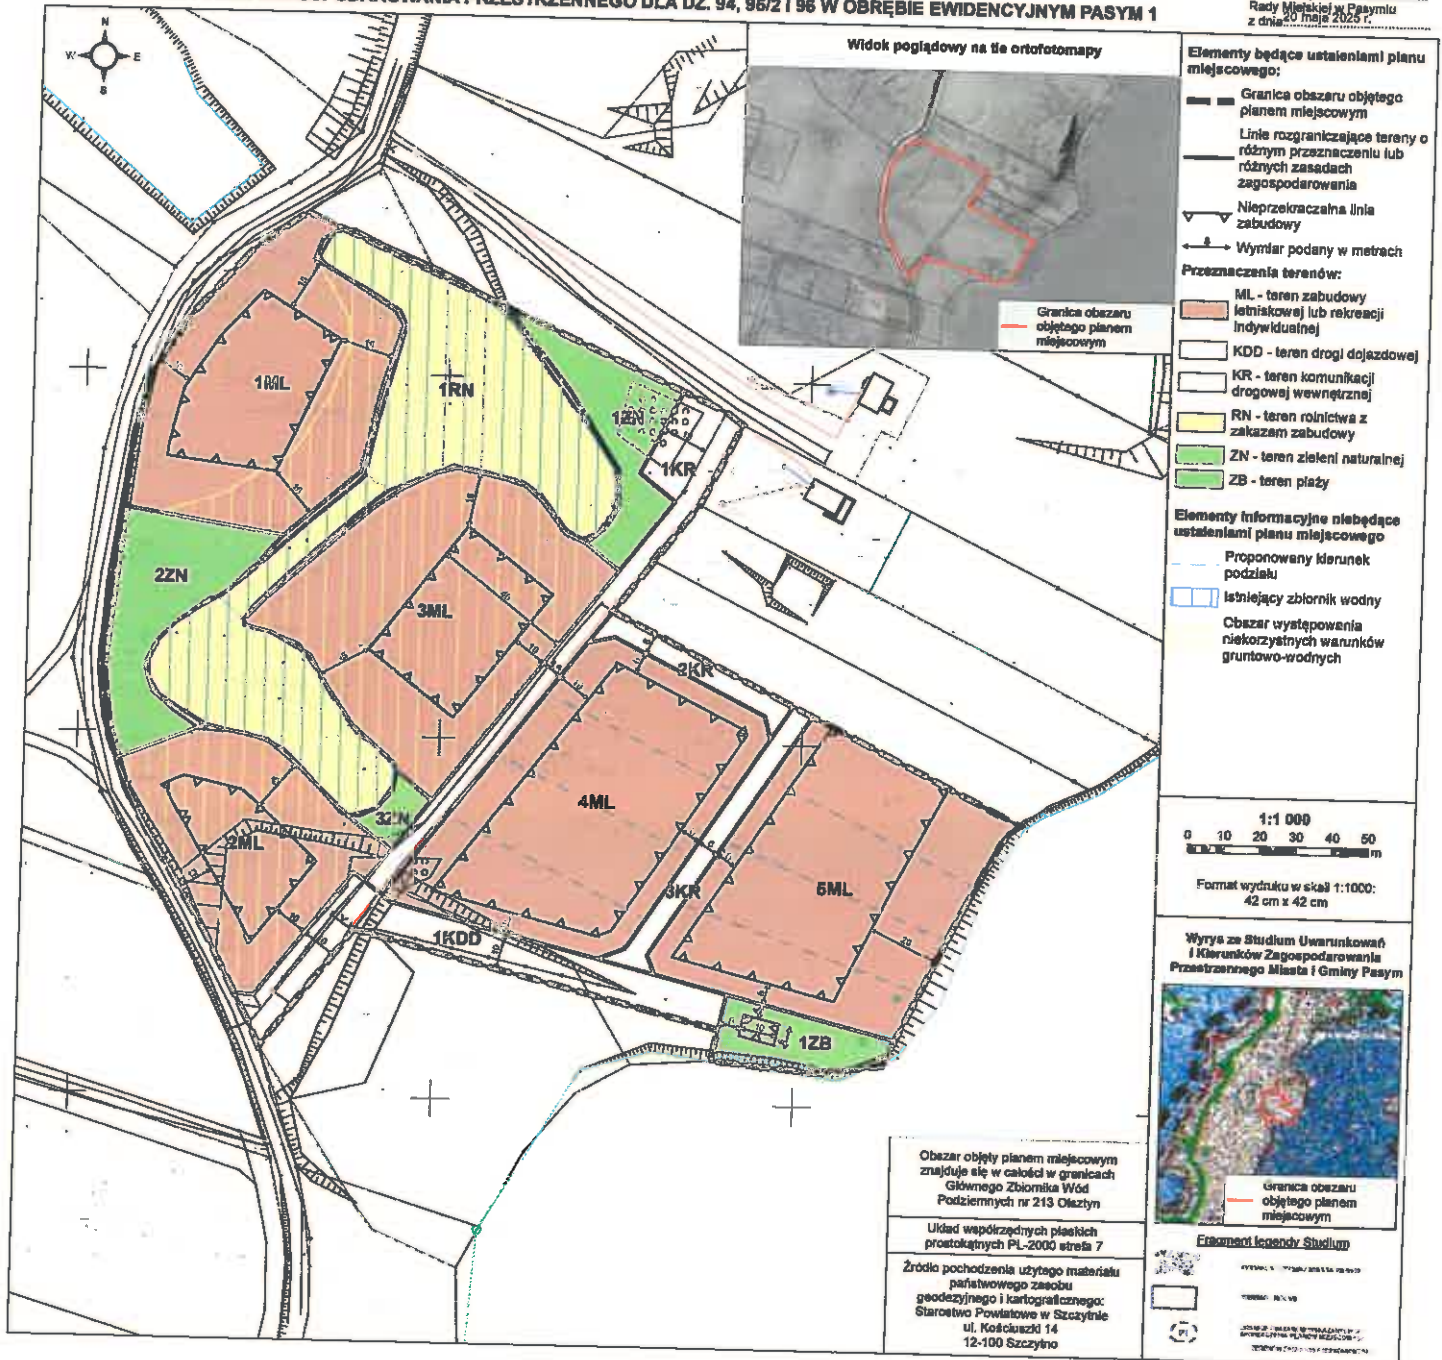 PRZESTRZENNEGO DLA DZ. 94, 95/2 I 96 W OBRĘBIE EWIDENCYJNYM PASYM 1
Rady Miejskiej w Pasymiu
z dnia 20 maja 2025 r.
N
W
E
S
Widok poglądowy na tle ortofotomapy
Granica obszaru
objętego planem
miejscowym
Elementy będące ustaleniami planu
miejscowego:
Granica obszaru objętego
planem miejscowym
Linie rozgraniczające tereny o
różnym przeznaczeniu lub
różnych zasadach
zagospodarowania
Nieprzekraczalna linia
zabudowy
Wymiar podany w metrach
Przeznaczenia terenów:
ML - teren zabudowy
letniskowej lub rekreacji
indywidualnej
KDD - teren drogi dojazdowej
KR - teren komunikacji
drogowej wewnętrznej
RN - teren rolnictwa z
zakazem zabudowy
ZN - teren zieleni naturalnej
ZB - teren plaży
Elementy informacyjne niebędące
ustaleniami planu miejscowego
Proponowany kierunek
podziału
Istniejący zbiornik wodny
Obszar występowania
niekorzystnych warunków
gruntowo-wodnych
1:1 000
0 10 20 30 40 50
m
Format wydruku w skali 1:1000:
42 cm x 42 cm
Wyrys ze Studium Uwarunkowań
i Kierunków Zagospodarowania
Przestrzennego Miasta i Gminy Pasym
Granica obszaru
objętego planem
miejscowym
Fragment legendy Studium
1ML
1RN
1ZN
1KR
2ZN
3ML
2KR
4ML
3ZN
2ML
3KR
5ML
20
1KDD
10
1ZB
Obszar objęty planem miejscowym
znajduje się w całości w granicach
Głównego Zbiornika Wód
Podziemnych nr 213 Olsztyn
Układ współrzędnych płaskich
prostokątnych PL-2000 strefa 7
Źródło pochodzenia użytego materiału
państwowego zasobu
geodezyjnego i kartograficznego:
Starostwo Powiatowe w Szczytnie
ul. Kościuszki 14
12-100 Szczytno